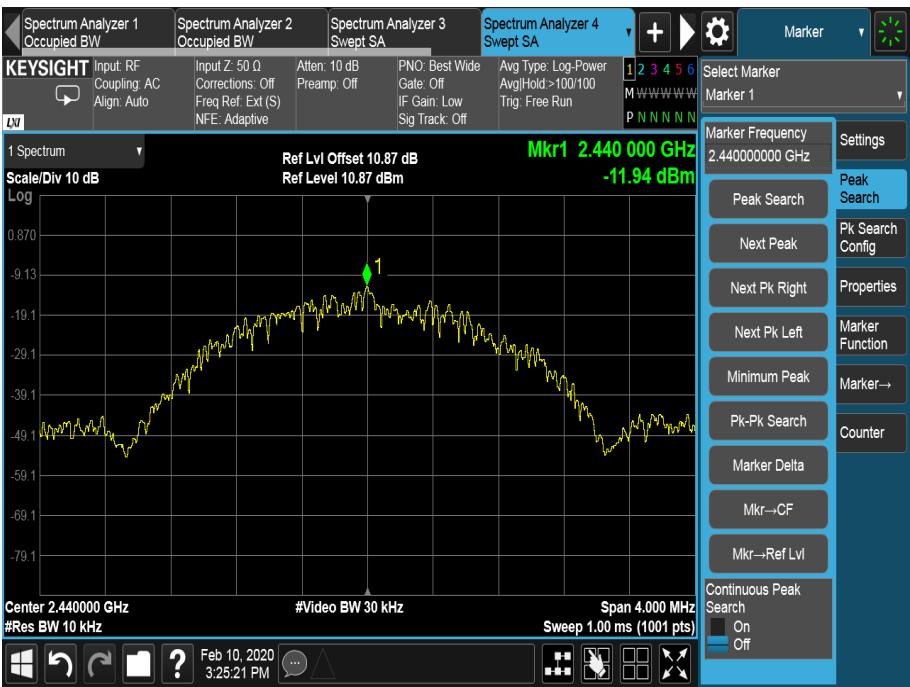 Spectrum Analyzer 1
Occupied BW
Spectrum Analyzer 2
Occupied BW
Spectrum Analyzer 3
Swept SA
Spectrum Analyzer 4
Swept SA
+
Marker
KEYSIGHT
LXI
Input: RF
Coupling: AC
Align: Auto
Input Z: 50 Ω
Corrections: Off
Freq Ref: Ext (S)
NFE: Adaptive
Atten: 10 dB
Preamp: Off
PNO: Best Wide
Gate: Off
IF Gain: Low
Sig Track: Off
Avg Type: Log-Power
Avg|Hold:>100/100
Trig: Free Run
1 2 3 4 5 6
M W W W W W W
P N N N N N
Select Marker
Marker 1
1 Spectrum
Scale/Div 10 dB
Log
Ref Lvl Offset 10.87 dB
Ref Level 10.87 dBm
Mkr1 2.440 000 GHz
-11.94 dBm
0.870
-9.13
-19.1
-29.1
-39.1
-49.1
-59.1
-69.1
-79.1
1
Center 2.440000 GHz
#Res BW 10 kHz
#Video BW 30 kHz
Span 4.000 MHz
Sweep 1.00 ms (1001 pts)
Marker Frequency
2.440000000 GHz
Peak Search
Next Peak
Next Pk Right
Next Pk Left
Minimum Peak
Pk-Pk Search
Marker Delta
Mkr→CF
Mkr→Ref Lvl
Continuous Peak
Search
On
Off
Settings
Peak
Search
Pk Search
Config
Properties
Marker
Function
Marker→
Counter
?
Feb 10, 2020
3:25:21 PM